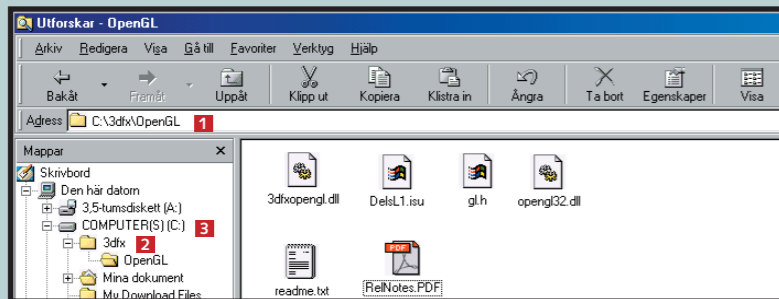 Utforskar - OpenGL
Arkiv Redigera Visa Gå till Favoriter Verktyg Hjälp
Bakåt Framåt Uppåt Klipp ut Kopiera Klistra in Ångra Ta bort Egenskaper Visa
Adress C:\3dfx\OpenGL 1
Mappar
Skrivbord
Den här datorn
3,5-tumsdiskett (A:)
COMPUTER(S) (C:) 3
3dfx 2
OpenGL
Mina dokument
My Download Files
3dfxopengl.dll DelsL1.isu gl.h opengl32.dll
PDF
readme.txt RelNotes.PDF